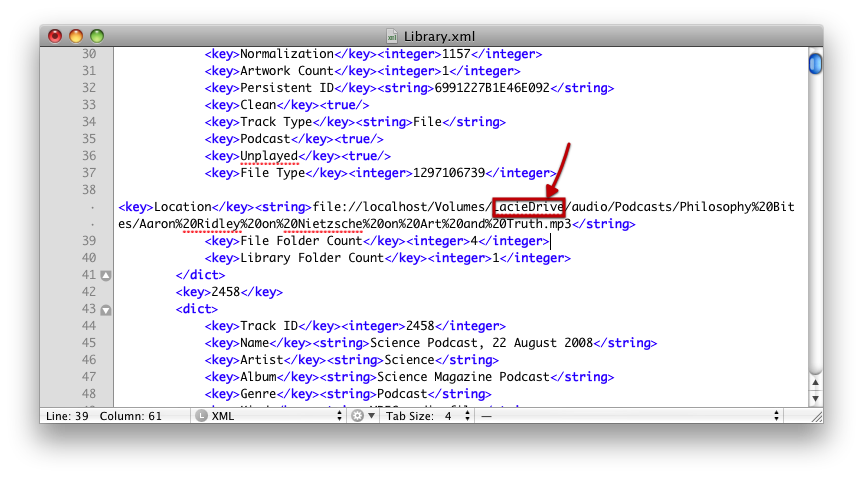 Library.xml
30 <key>Normalization</key><integer>1157</integer>
31 <key>Artwork Count</key><integer>1</integer>
32 <key>Persistent ID</key><string>6991227B1E46E092</string>
33 <key>Clean</key><true/>
34 <key>Track Type</key><string>File</string>
35 <key>Podcast</key><true/>
36 <key>Unplayed</key><true/>
37 <key>File Type</key><integer>1297106739</integer>
38
<key>Location</key><string>file://localhost/Volumes/LacieDrive/audio/Podcasts/Philosophy%20Bit
es/Aaron%20Ridley%20on%20Nietzsche%20on%20Art%20and%20Truth.mp3</string>
39 <key>File Folder Count</key><integer>4</integer>
40 <key>Library Folder Count</key><integer>1</integer>
41 </dict>
42 <key>2458</key>
43 <dict>
44 <key>Track ID</key><integer>2458</integer>
45 <key>Name</key><string>Science Podcast, 22 August 2008</string>
46 <key>Artist</key><string>Science</string>
47 <key>Album</key><string>Science Magazine Podcast</string>
48 <key>Genre</key><string>Podcast</string>
Line: 39 Column: 61 L XML Tab Size: 4 —